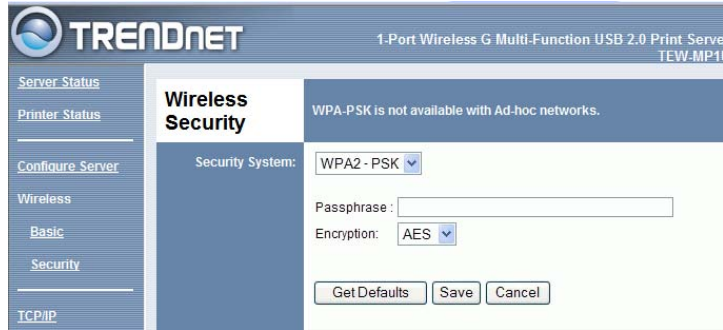 TRENDNET
1-Port Wireless G Multi-Function USB 2.0 Print Serve
TEW-MP1
Server Status
Printer Status
Configure Server
Wireless
Basic
Security
TCP/IP
Wireless
Security
WPA-PSK is not available with Ad-hoc networks.
Security System:
WPA2 - PSK
Passphrase :
Encryption:
AES
Get Defaults
Save
Cancel